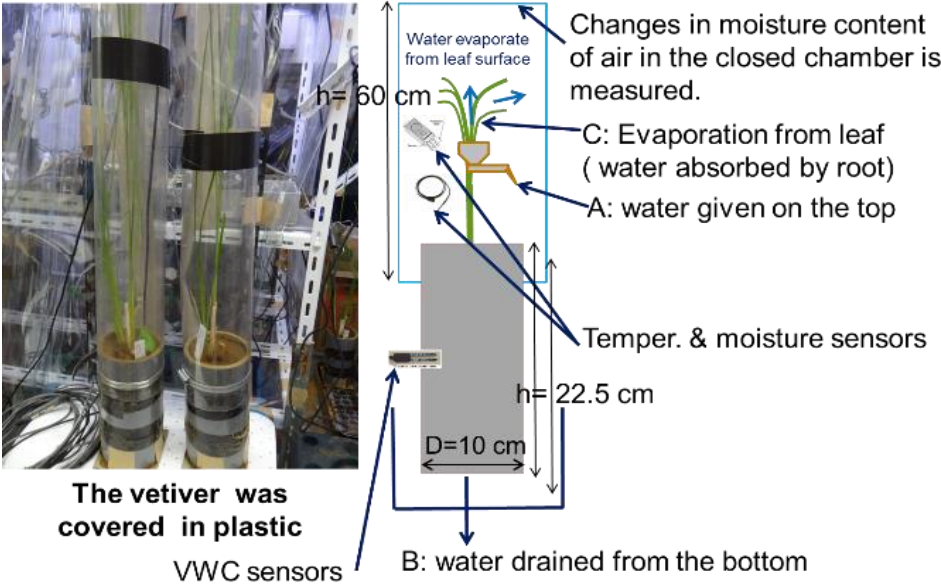 Water evaporate
from leaf surface
h= 60 cm
Changes in moisture content
of air in the closed chamber is
measured.
C: Evaporation from leaf
( water absorbed by root)
A: water given on the top
Temper. & moisture sensors
h= 22.5 cm
D=10 cm
The vetiver was
covered in plastic
VWC sensors
B: water drained from the bottom